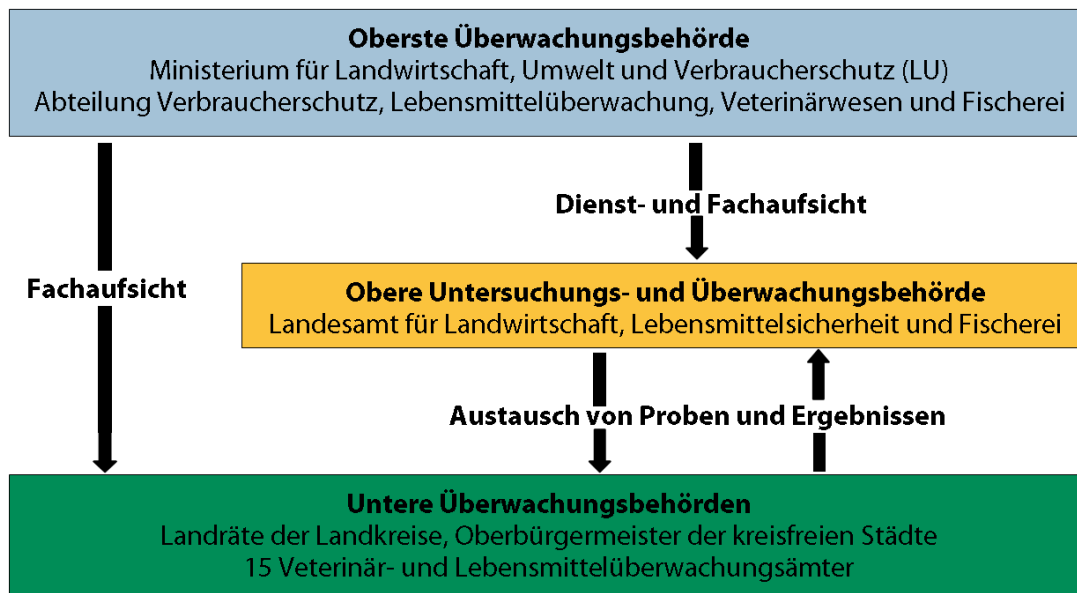 Oberste Überwachungsbehörde
Ministerium für Landwirtschaft, Umwelt und Verbraucherschutz (LU)
Abteilung Verbraucherschutz, Lebensmittelüberwachung, Veterinärwesen und Fischerei
Dienst- und Fachaufsicht
Fachaufsicht
Obere Untersuchungs- und Überwachungsbehörde
Landesamt für Landwirtschaft, Lebensmittelsicherheit und Fischerei
Austausch von Proben und Ergebnissen
Untere Überwachungsbehörden
Landräte der Landkreise, Oberbürgermeister der kreisfreien Städte
15 Veterinär- und Lebensmittelüberwachungsämter